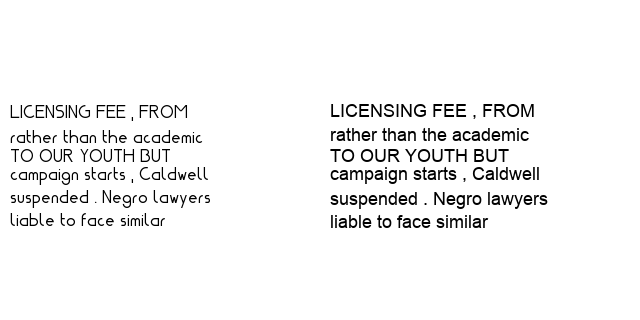 LICENSING FEE , FROM
rather than the academic
TO OUR YOUTH BUT
campaign starts , Caldwell
suspended . Negro lawyers
liable to face similar
LICENSING FEE , FROM
rather than the academic
TO OUR YOUTH BUT
campaign starts , Caldwell
suspended . Negro lawyers
liable to face similar